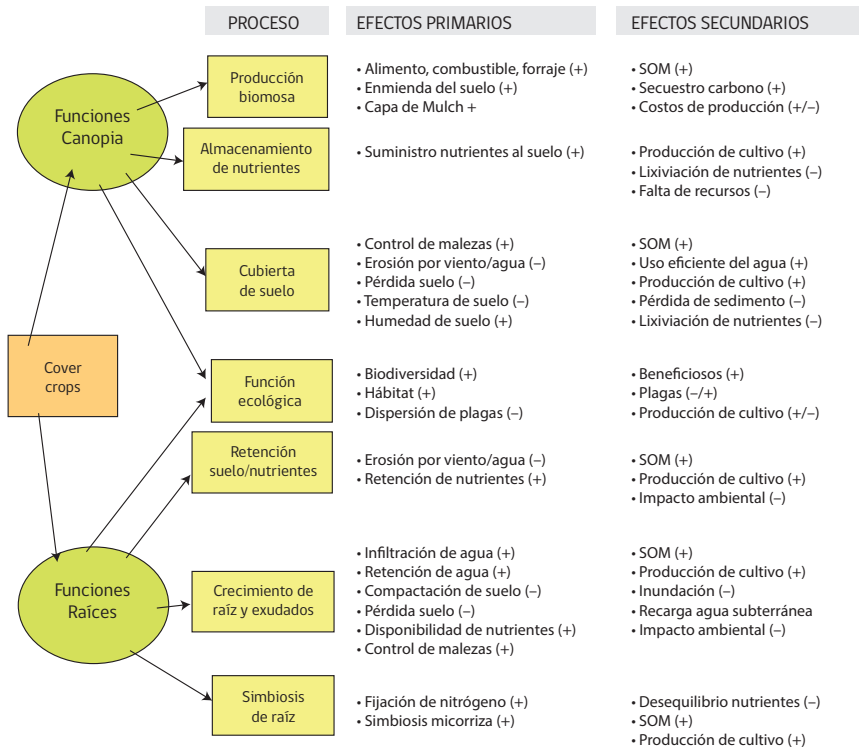 PROCESO
EFECTOS PRIMARIOS
EFECTOS SECUNDARIOS
Funciones
Canopia
Producción
biomosa
• Alimento, combustible, forraje (+)
• Enmienda del suelo (+)
• Capa de Mulch +
• SOM (+)
• Secuestro carbono (+)
• Costos de producción (+/–)
Almacenamiento
de nutrientes
• Suministro nutrientes al suelo (+)
• Producción de cultivo (+)
• Lixiviación de nutrientes (–)
• Falta de recursos (–)
Cubierta
de suelo
• Control de malezas (+)
• Erosión por viento/agua (–)
• Pérdida suelo (–)
• Temperatura de suelo (–)
• Humedad de suelo (+)
• SOM (+)
• Uso eficiente del agua (+)
• Producción de cultivo (+)
• Pérdida de sedimento (–)
• Lixiviación de nutrientes (–)
Cover
crops
Función
ecológica
• Biodiversidad (+)
• Hábitat (+)
• Dispersión de plagas (–)
• Beneficiosos (+)
• Plagas (–/+)
• Producción de cultivo (+/–)
Retención
suelo/nutrientes
• Erosión por viento/agua (–)
• Retención de nutrientes (+)
• SOM (+)
• Producción de cultivo (+)
• Impacto ambiental (–)
Funciones
Raíces
Crecimiento de
raíz y exudados
• Infiltración de agua (+)
• Retención de agua (+)
• Compactación de suelo (–)
• Pérdida suelo (–)
• Disponibilidad de nutrientes (+)
• Control de malezas (+)
• SOM (+)
• Producción de cultivo (+)
• Inundación (–)
• Recarga agua subterránea
• Impacto ambiental (–)
Simbiosis
de raíz
• Fijación de nitrógeno (+)
• Simbiosis micorriza (+)
• Desequilibrio nutrientes (–)
• SOM (+)
• Producción de cultivo (+)